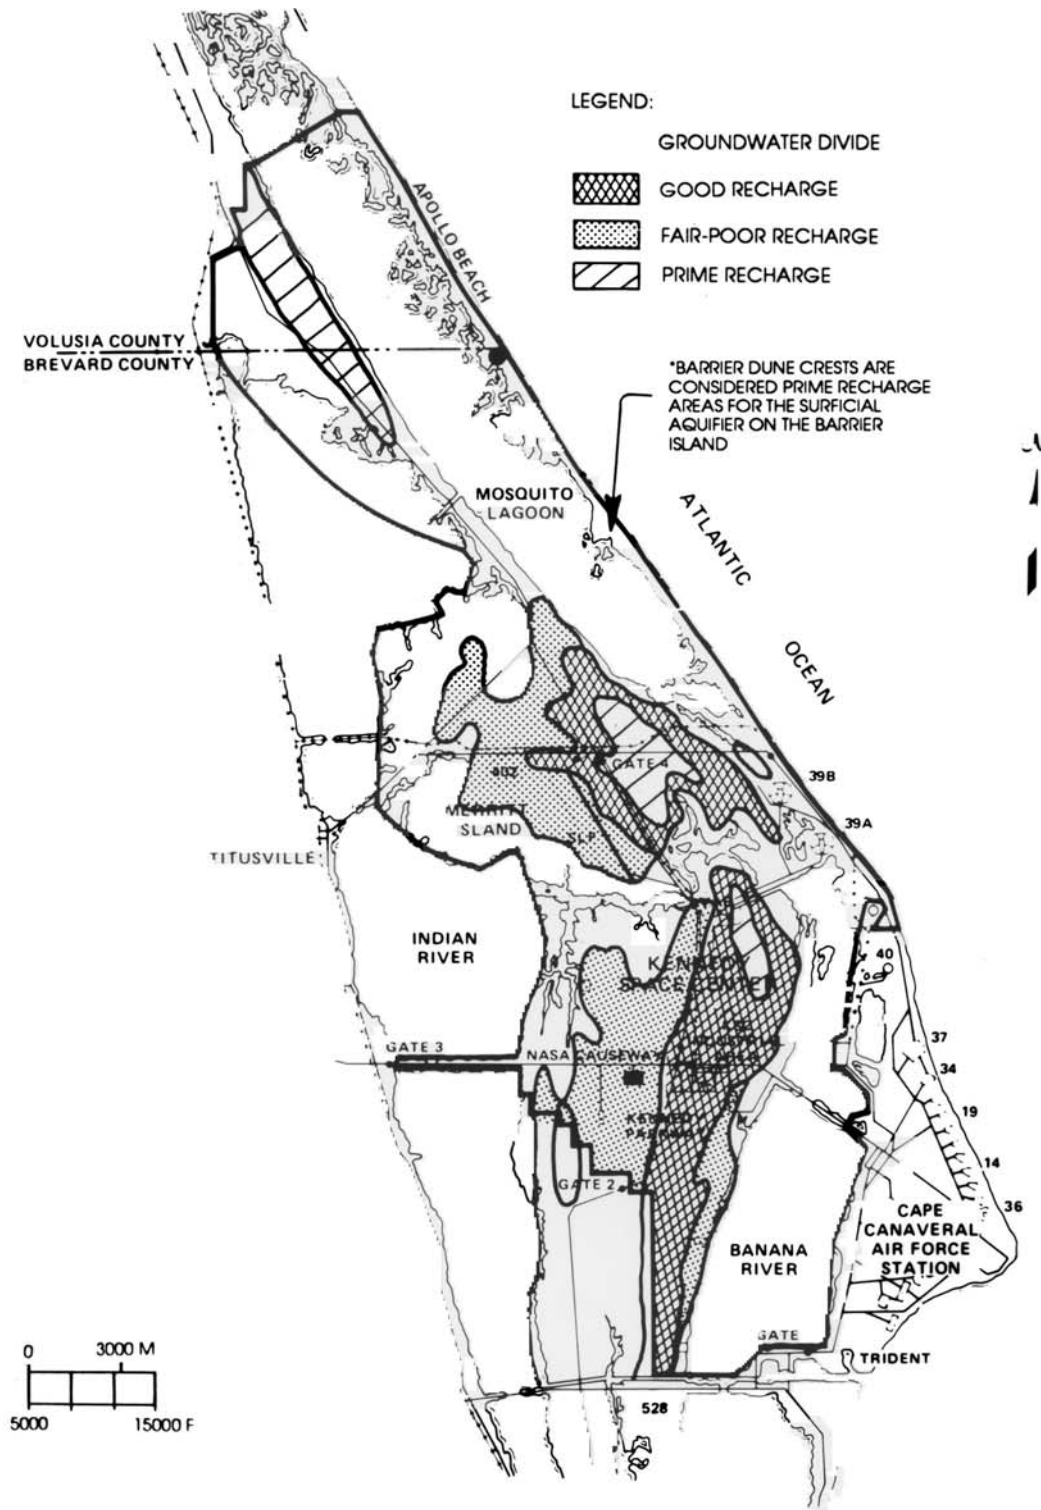 LEGEND:
GROUNDWATER DIVIDE
GOOD RECHARGE
FAIR-POOR RECHARGE
PRIME RECHARGE
APOLLO BEACH
VOLUSIA COUNTY
BREVARD COUNTY
*BARRIER DUNE CRESTS ARE
CONSIDERED PRIME RECHARGE
AREAS FOR THE SURFICIAL
AQUIFIER ON THE BARRIER
ISLAND
MOSQUITO
LAGOON
ATLANTIC
OCEAN
GATE 4
402
39B
MERRITT
ISLAND
SLF
39A
TITUSVILLE
INDIAN
RIVER
KENNEDY
SPACE CENTER
40
GATE 3
NASA CAUSEWAY
37
34
19
14
36
GATE 2
CAPE
CANAVERAL
AIR FORCE
STATION
BANANA
RIVER
GATE
TRIDENT
0 3000 M
5000 15000 F
528